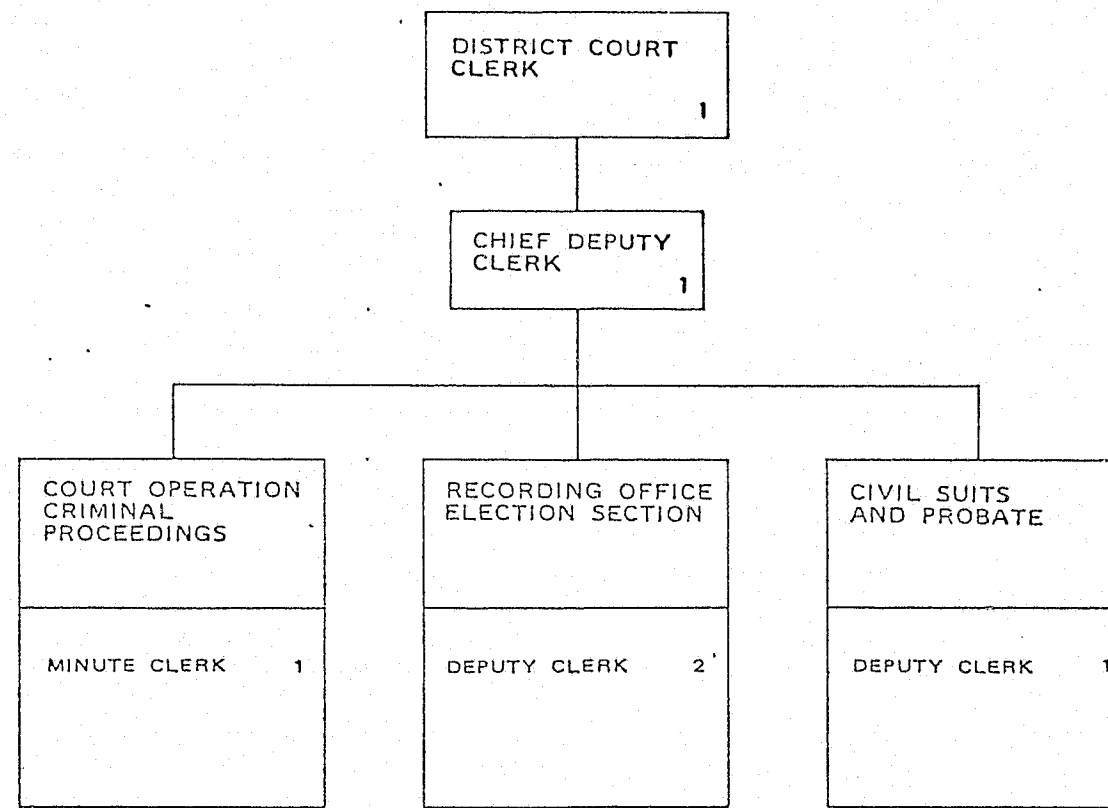 DISTRICT COURT
CLERK
1
CHIEF DEPUTY
CLERK
1
COURT OPERATION
CRIMINAL
PROCEEDINGS
MINUTE CLERK 1
RECORDING OFFICE
ELECTION SECTION
DEPUTY CLERK 2
CIVIL SUITS
AND PROBATE
DEPUTY CLERK 1